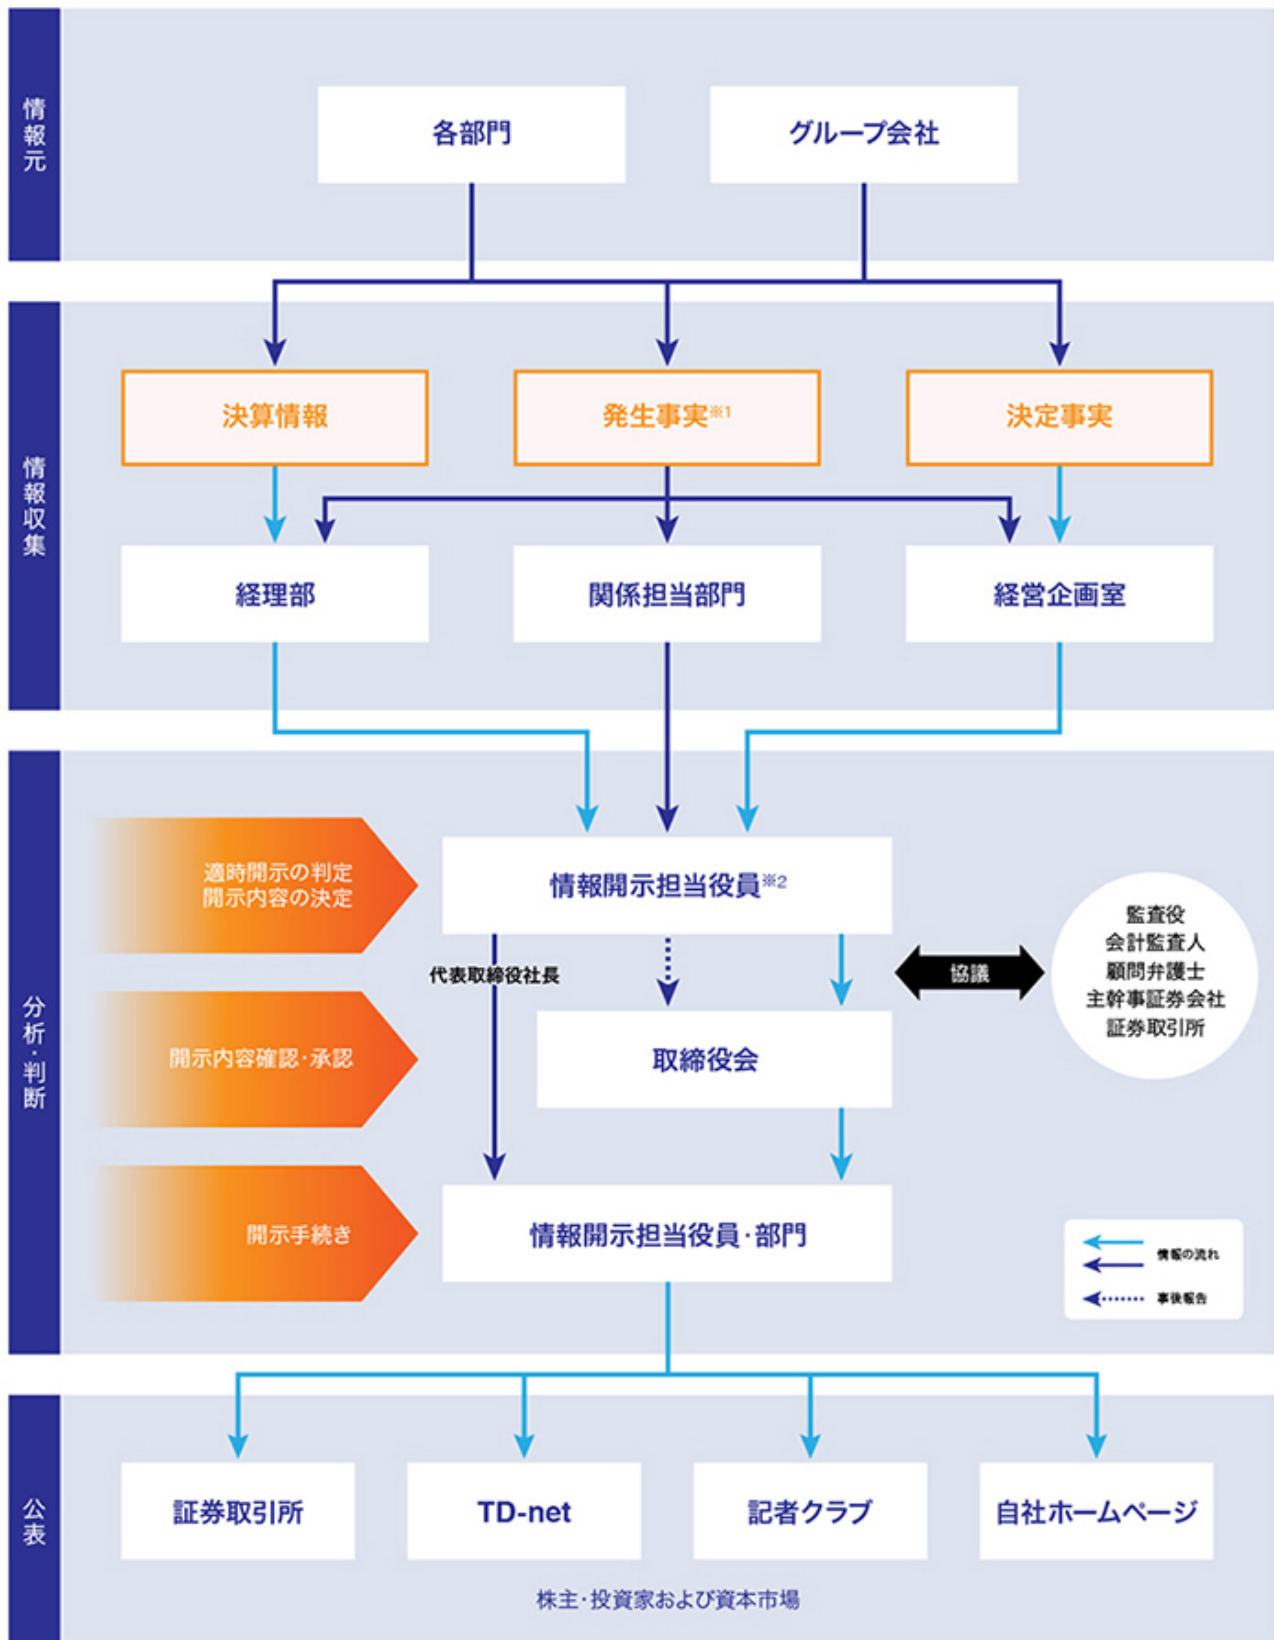 情報元
各部門
グループ会社
情報収集
決算情報
発生事実※1
決定事実
経理部
関係担当部門
経営企画室
分析・判断
適時開示の判定
開示内容の決定
情報開示担当役員※2
代表取締役社長
協議
監査役
会計監査人
顧問弁護士
主幹事証券会社
証券取引所
開示内容確認・承認
取締役会
開示手続き
情報開示担当役員・部門
情報の流れ
事後報告
公表
証券取引所
TD-net
記者クラブ
自社ホームページ
株主・投資家および資本市場